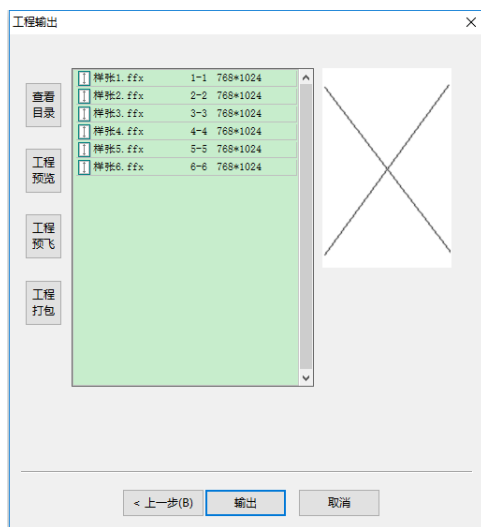 工程输出
查看
目录
工程
预览
工程
预飞
工程
打包
样张1.ffx 1-1 768*1024
样张2.ffx 2-2 768*1024
样张3.ffx 3-3 768*1024
样张4.ffx 4-4 768*1024
样张5.ffx 5-5 768*1024
样张6.ffx 6-6 768*1024
< 上一步(B)
输出
取消